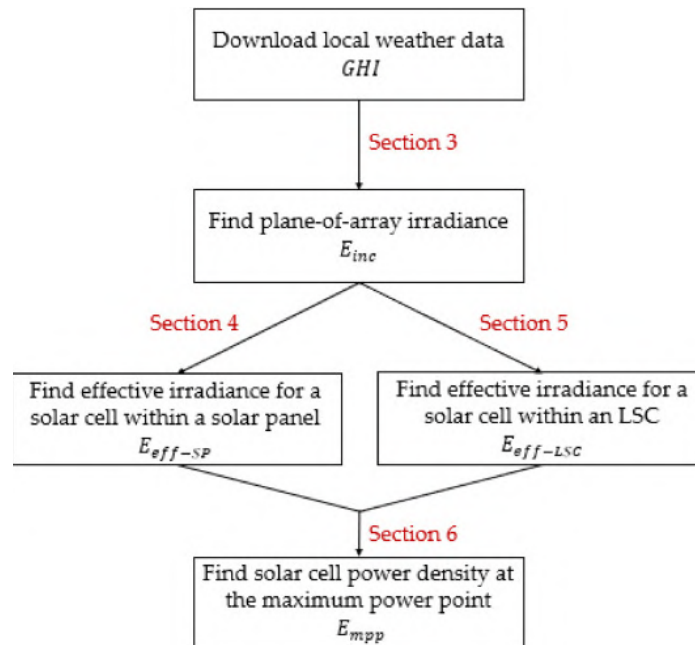 Download local weather data
GHI
Section 3
Find plane-of-array irradiance
E_inc
Section 4
Section 5
Find effective irradiance for a
solar cell within a solar panel
E_eff−SP
Find effective irradiance for a
solar cell within an LSC
E_eff−LSC
Section 6
Find solar cell power density at
the maximum power point
E_mpp